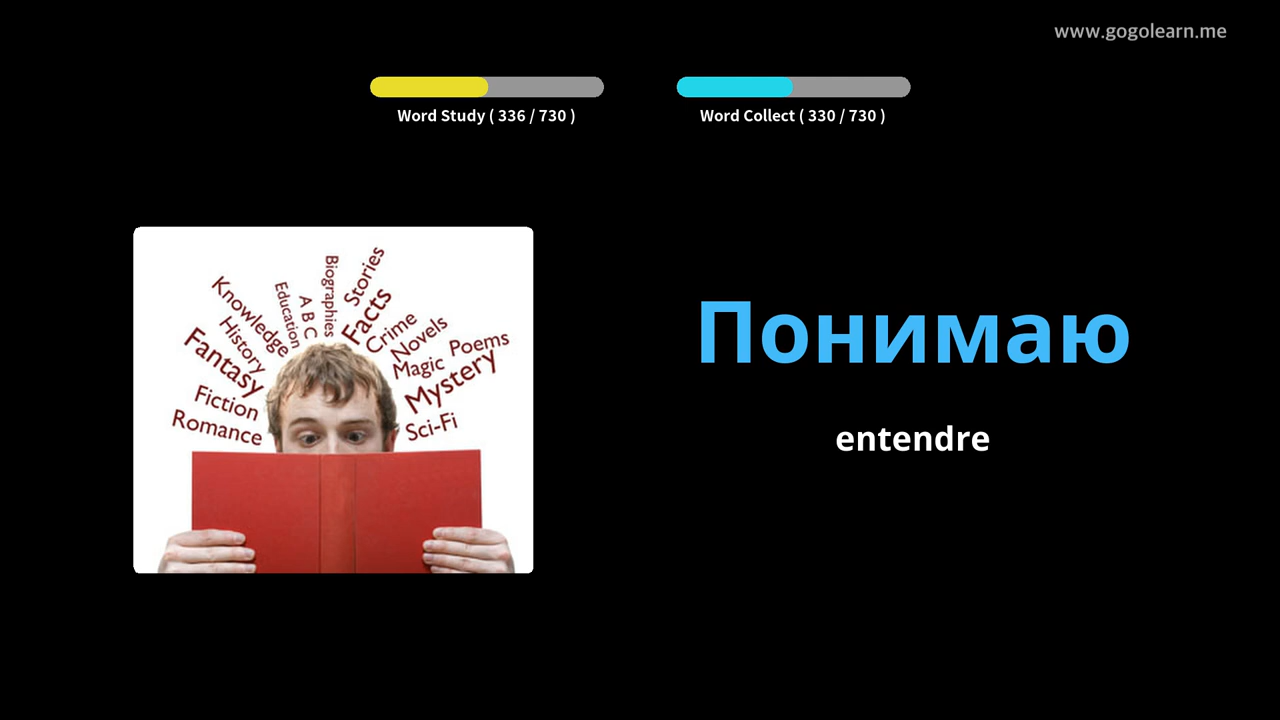 www.gogolearn.me
Word Study ( 336 / 730 )
Word Collect ( 330 / 730 )
Biographies
Stories
Education
A B C
Facts
Knowledge
History
Crime
Novels
Fantasy
Magic
Poems
Mystery
Fiction
Romance
Sci-Fi
Понимаю
entendre